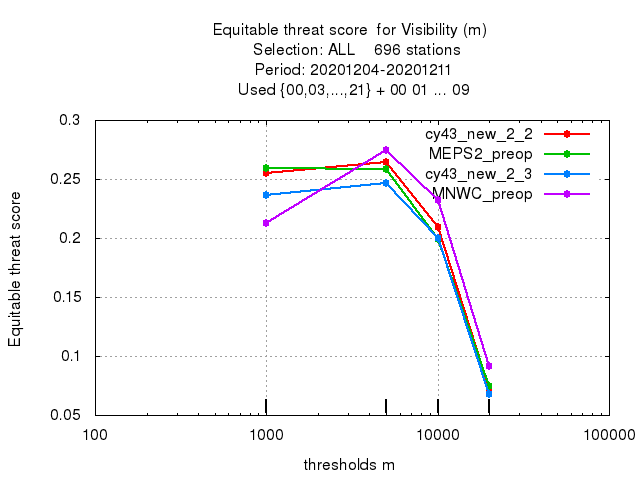 Equitable threat score for Visibility (m)
Selection: ALL 696 stations
Period: 20201204-20201211
Used {00,03,...,21} + 00 01 ... 09
0.3
0.25
0.2
0.15
0.1
0.05
Equitable threat score
cy43_new_2_2
MEPS2_preop
cy43_new_2_3
MNWC_preop
100 1000 10000 100000
thresholds m